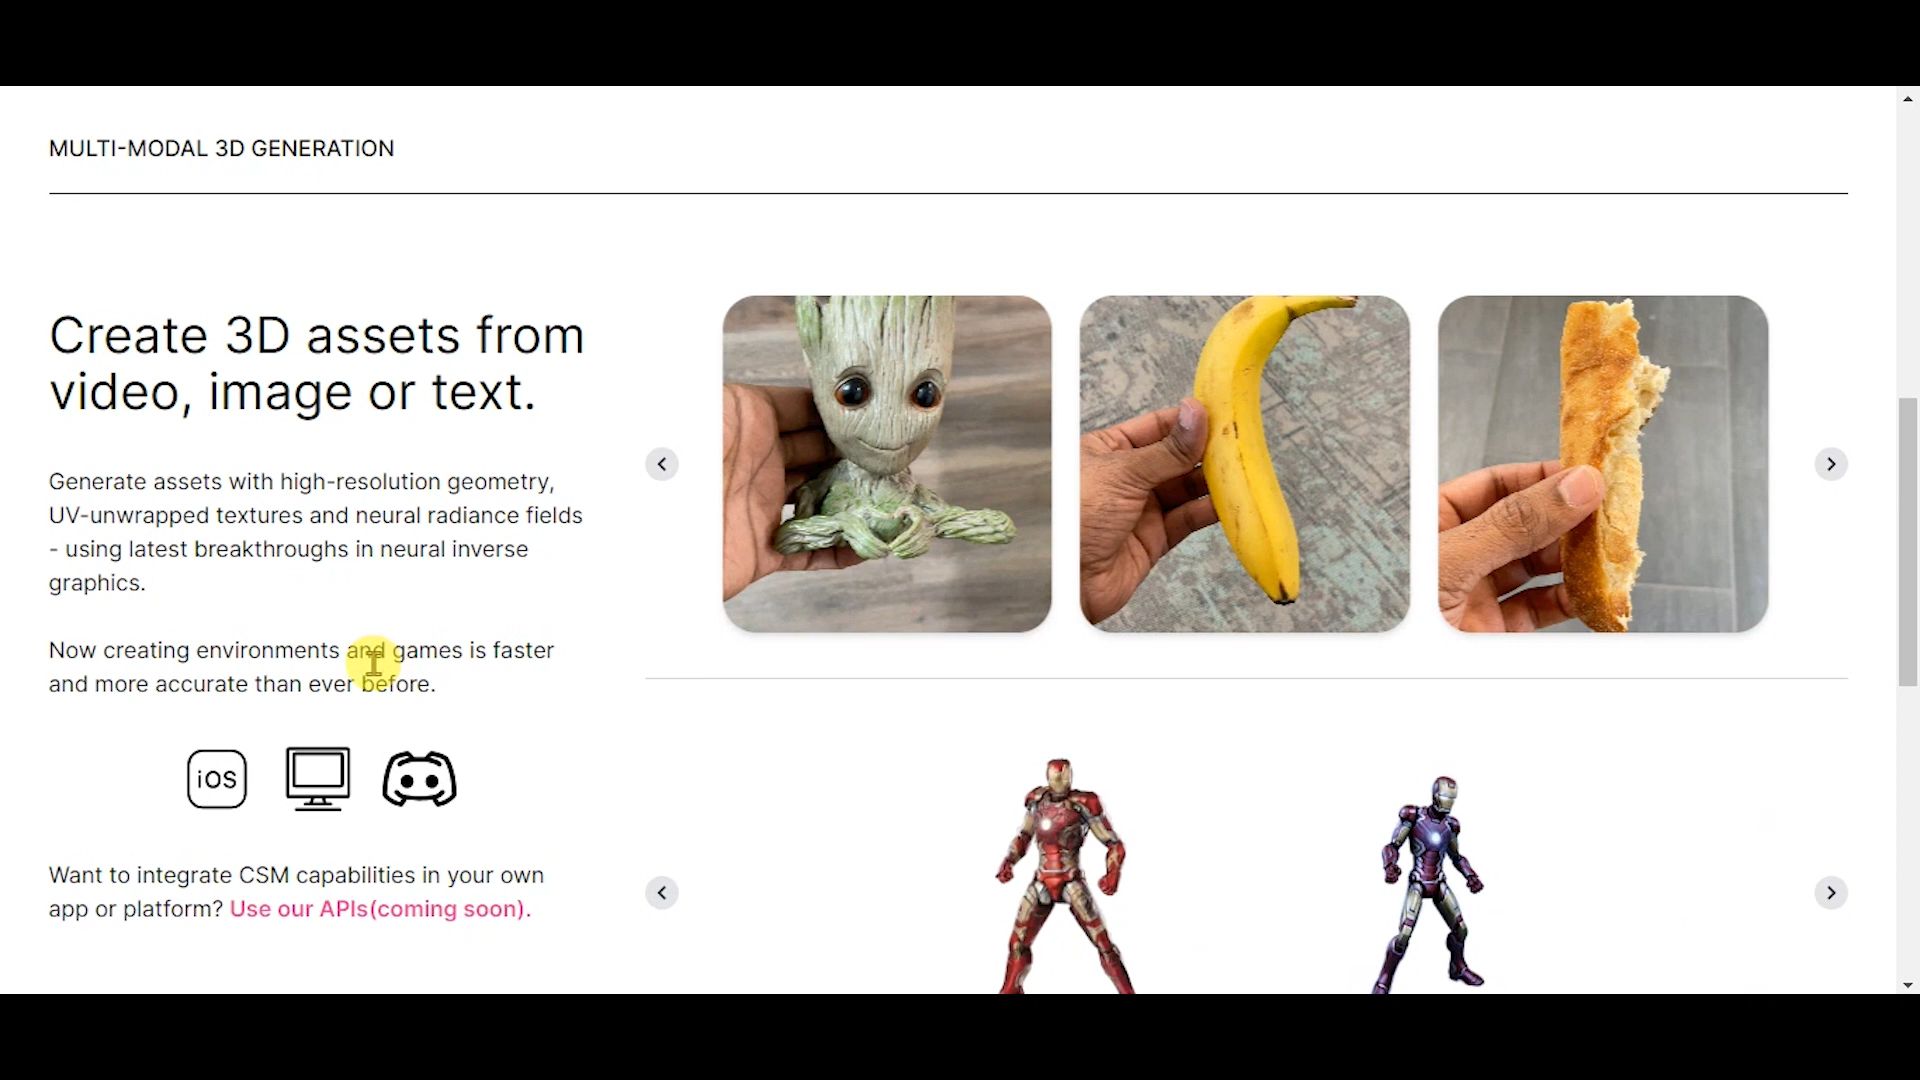 MULTI-MODAL 3D GENERATION
Create 3D assets from
video, image or text.
Generate assets with high-resolution geometry,
UV-unwrapped textures and neural radiance fields
- using latest breakthroughs in neural inverse
graphics.
Now creating environments and games is faster
and more accurate than ever before.
iOS
Want to integrate CSM capabilities in your own
app or platform? Use our APIs(coming soon).